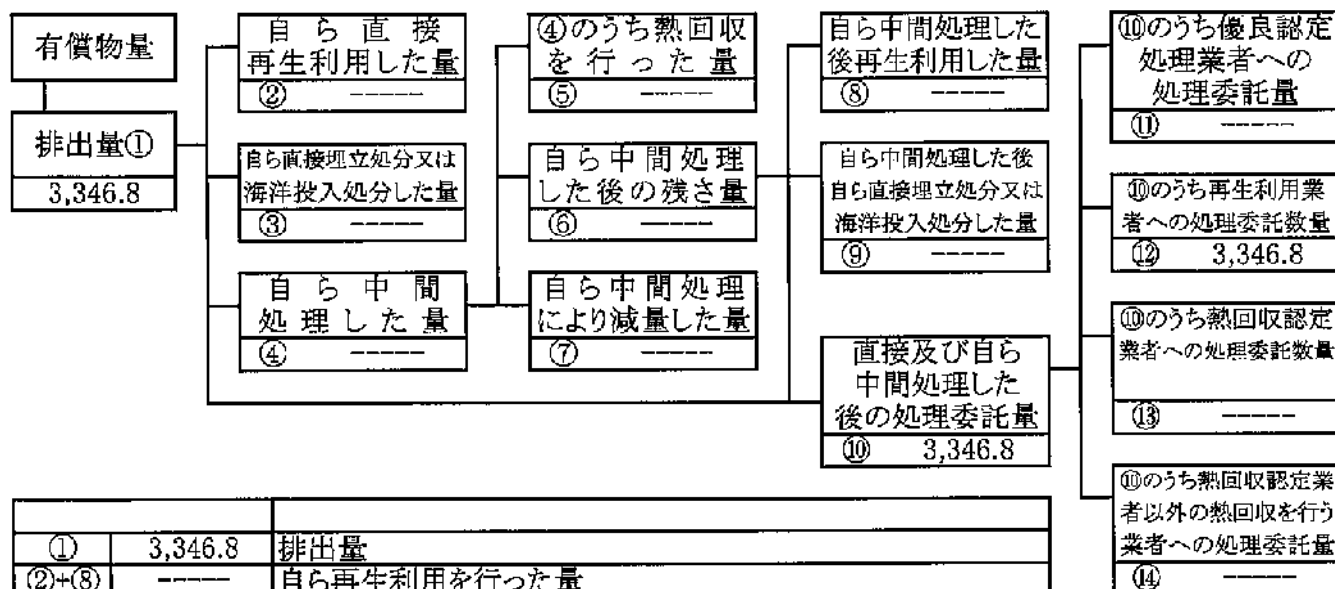 有償物量
排出量①
3,346.8
自ら直接
再生利用した量
② -----
自ら直接埋立処分又は
海洋投入処分した量
③ -----
自ら中間
処理した量
④ -----
④のうち熱回収
を行った量
⑤ -----
自ら中間処理
した後の残さ量
⑥ -----
自ら中間処理
により減量した量
⑦ -----
自ら中間処理した
後再生利用した量
⑧ -----
自ら中間処理した後
自ら直接埋立処分又は
海洋投入処分した量
⑨ -----
直接及び自ら
中間処理した
後の処理委託量
⑩ 3,346.8
⑩のうち優良認定
処理業者への
処理委託量
⑪ -----
⑩のうち再生利用業
者への処理委託数量
⑫ 3,346.8
⑩のうち熱回収認定
業者への処理委託数量
⑬ -----
⑩のうち熱回収認定業
者以外の熱回収を行う
業者への処理委託量
⑭ -----
① 3,346.8 排出量
②+⑧ ----- 自ら再生利用を行った量